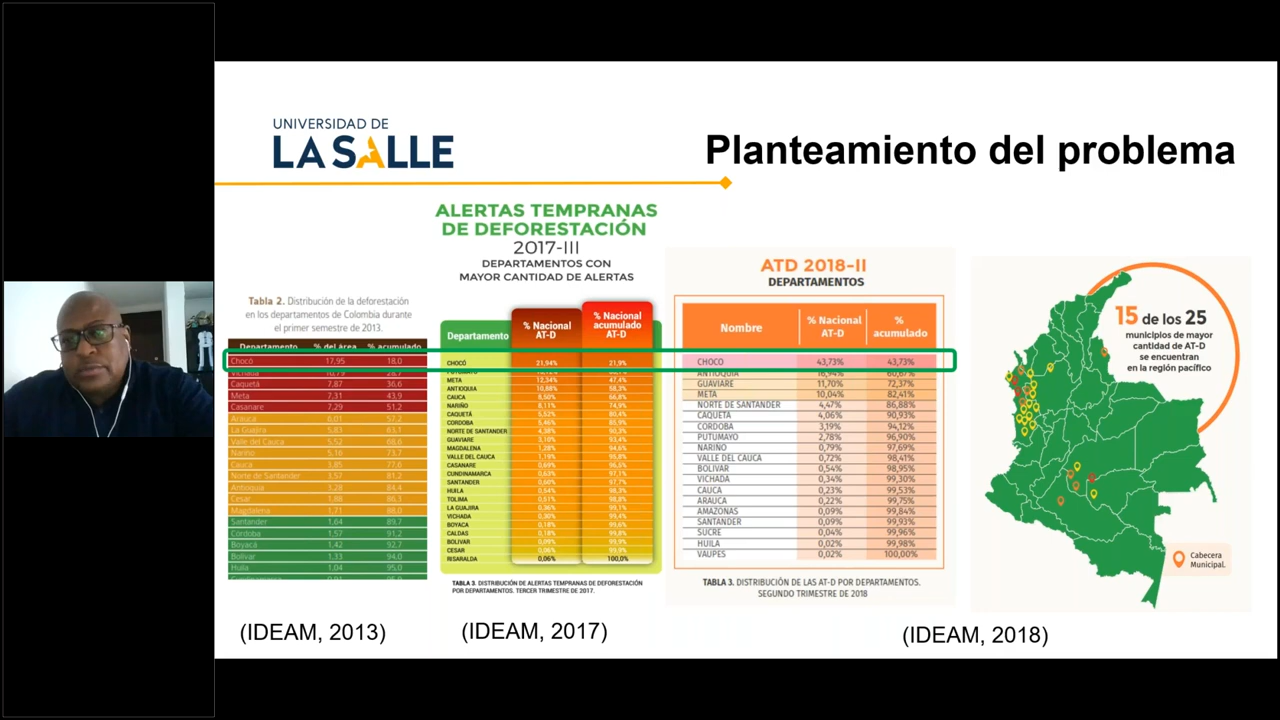 UNIVERSIDAD DE
LA SALLE
Planteamiento del problema
Tabla 2. Distribución de la deforestación
en los departamentos de Colombia durante
el primer semestre de 2013.
Departamento % del área % acumulado
Chocó 17,95 18,0
Vichada 10,79 28,7
Caquetá 7,87 36,6
Meta 7,31 43,9
Casanare 7,29 51,2
Arauca 6,01 57,2
La Guajira 5,83 63,1
Valle del Cauca 5,52 68,6
Nariño 5,16 73,7
Cauca 3,85 77,6
Norte de Santander 3,57 81,2
Antioquia 3,28 84,4
Cesar 1,88 86,3
Magdalena 1,71 88,0
Santander 1,64 89,7
Córdoba 1,57 91,2
Boyacá 1,42 92,7
Bolívar 1,33 94,0
Huila 1,04 95,0
(IDEAM, 2013)
ALERTAS TEMPRANAS
DE DEFORESTACIÓN
2017-III
DEPARTAMENTOS CON
MAYOR CANTIDAD DE ALERTAS
Departamento % Nacional AT-D % Nacional acumulado AT-D
CHOCÓ 21,94% 21,9%
META 12,34% 47,4%
ANTIOQUIA 10,88% 58,3%
CAUCA 8,50% 66,8%
NARIÑO 8,11% 74,9%
CAQUETÁ 5,52% 80,4%
CORDOBA 5,46% 85,9%
NORTE DE SANTANDER 4,38% 90,3%
GUAVIARE 3,10% 93,4%
MAGDALENA 1,28% 94,6%
VALLE DEL CAUCA 1,19% 95,8%
CASANARE 0,69% 96,5%
CUNDINAMARCA 0,63% 97,1%
SANTANDER 0,60% 97,7%
HUILA 0,54% 98,3%
TOLIMA 0,51% 98,8%
LA GUAJIRA 0,36% 99,1%
VICHADA 0,30% 99,4%
BOYACA 0,18% 99,6%
CALDAS 0,18% 99,8%
BOLIVAR 0,09% 99,9%
CESAR 0,06% 99,9%
RISARALDA 0,06% 100,0%
TABLA 3. DISTRIBUCIÓN DE ALERTAS TEMPRANAS DE DEFORESTACIÓN
POR DEPARTAMENTOS. TERCER TRIMESTRE DE 2017.
(IDEAM, 2017)
ATD 2018-II
DEPARTAMENTOS
Nombre % Nacional AT-D % acumulado
CHOCO 43,73% 43,73%
ANTIOQUIA 16,94% 60,67%
GUAVIARE 11,70% 72,37%
META 10,04% 82,41%
NORTE DE SANTANDER 4,47% 86,88%
CAQUETA 4,06% 90,93%
CORDOBA 3,19% 94,12%
PUTUMAYO 2,78% 96,90%
NARIÑO 0,79% 97,69%
VALLE DEL CAUCA 0,72% 98,41%
BOLIVAR 0,54% 98,95%
VICHADA 0,34% 99,30%
CAUCA 0,23% 99,53%
ARAUCA 0,22% 99,75%
AMAZONAS 0,09% 99,84%
SANTANDER 0,09% 99,93%
SUCRE 0,04% 99,96%
HUILA 0,02% 99,98%
VAUPES 0,02% 100,00%
TABLA 3. DISTRIBUCIÓN DE LAS AT-D POR DEPARTAMENTOS.
SEGUNDO TRIMESTRE DE 2018
15 de los 25
municipios de mayor
cantidad de AT-D
se encuentran
en la región pacífico
Cabecera
Municipal.
(IDEAM, 2018)